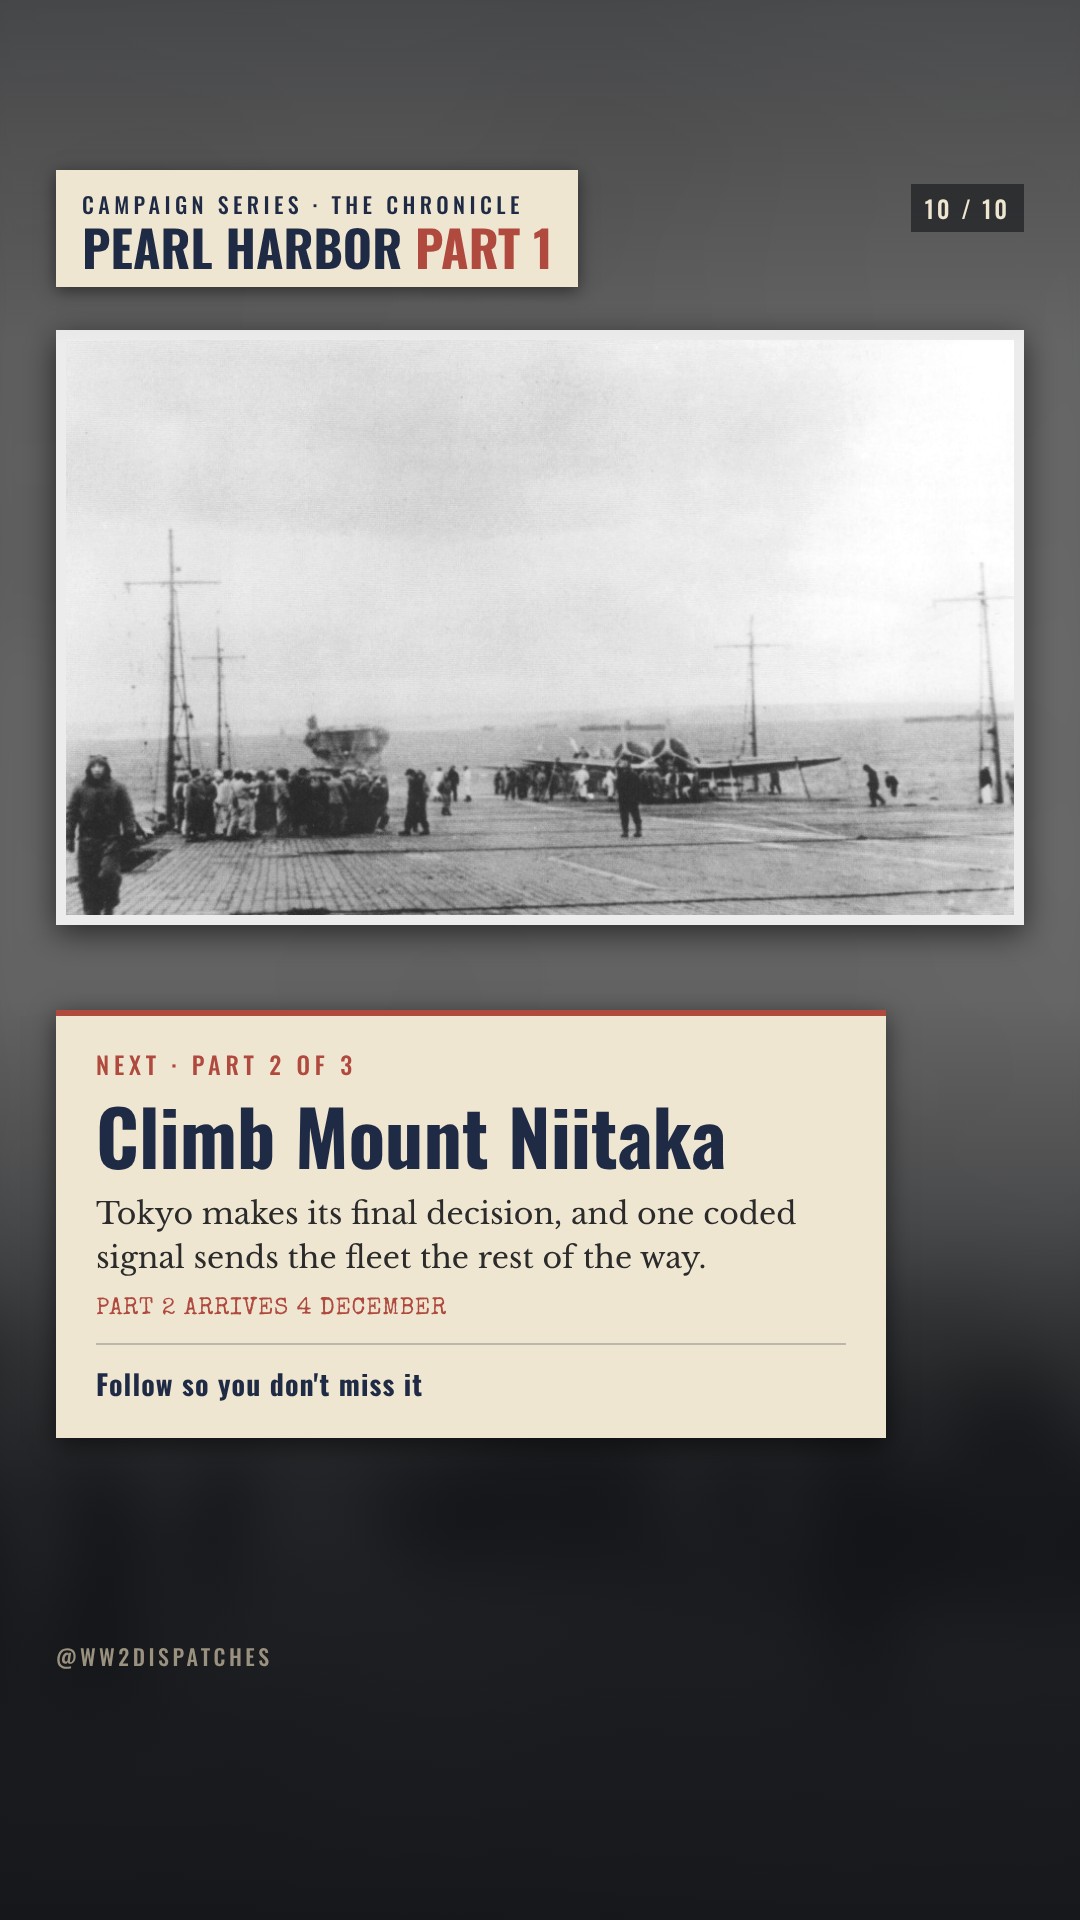 CAMPAIGN SERIES · THE CHRONICLE
PEARL HARBOR PART 1
10 / 10
NEXT · PART 2 OF 3
Climb Mount Niitaka
Tokyo makes its final decision, and one coded
signal sends the fleet the rest of the way.
PART 2 ARRIVES 4 DECEMBER
Follow so you don't miss it
@WW2DISPATCHES